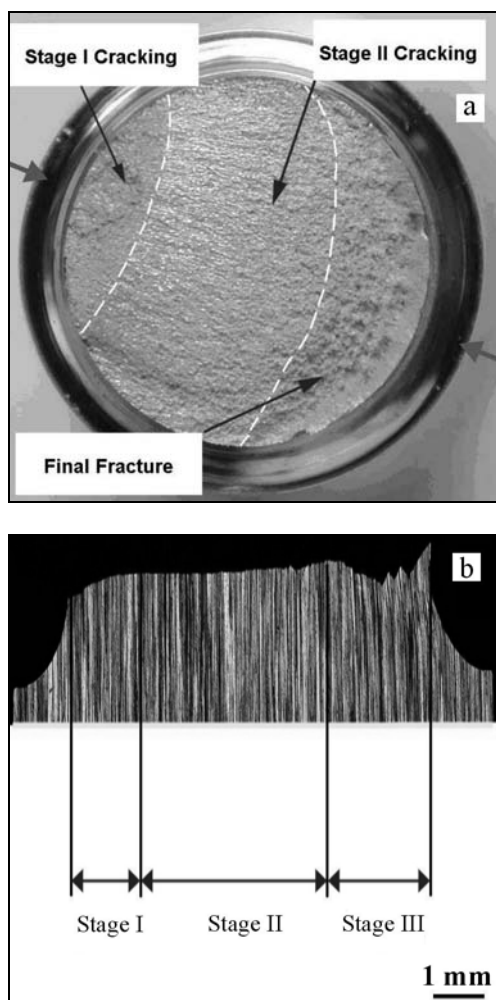 Stage I Cracking
Stage II Cracking
a
Final Fracture
b
Stage I
Stage II
Stage III
1 mm